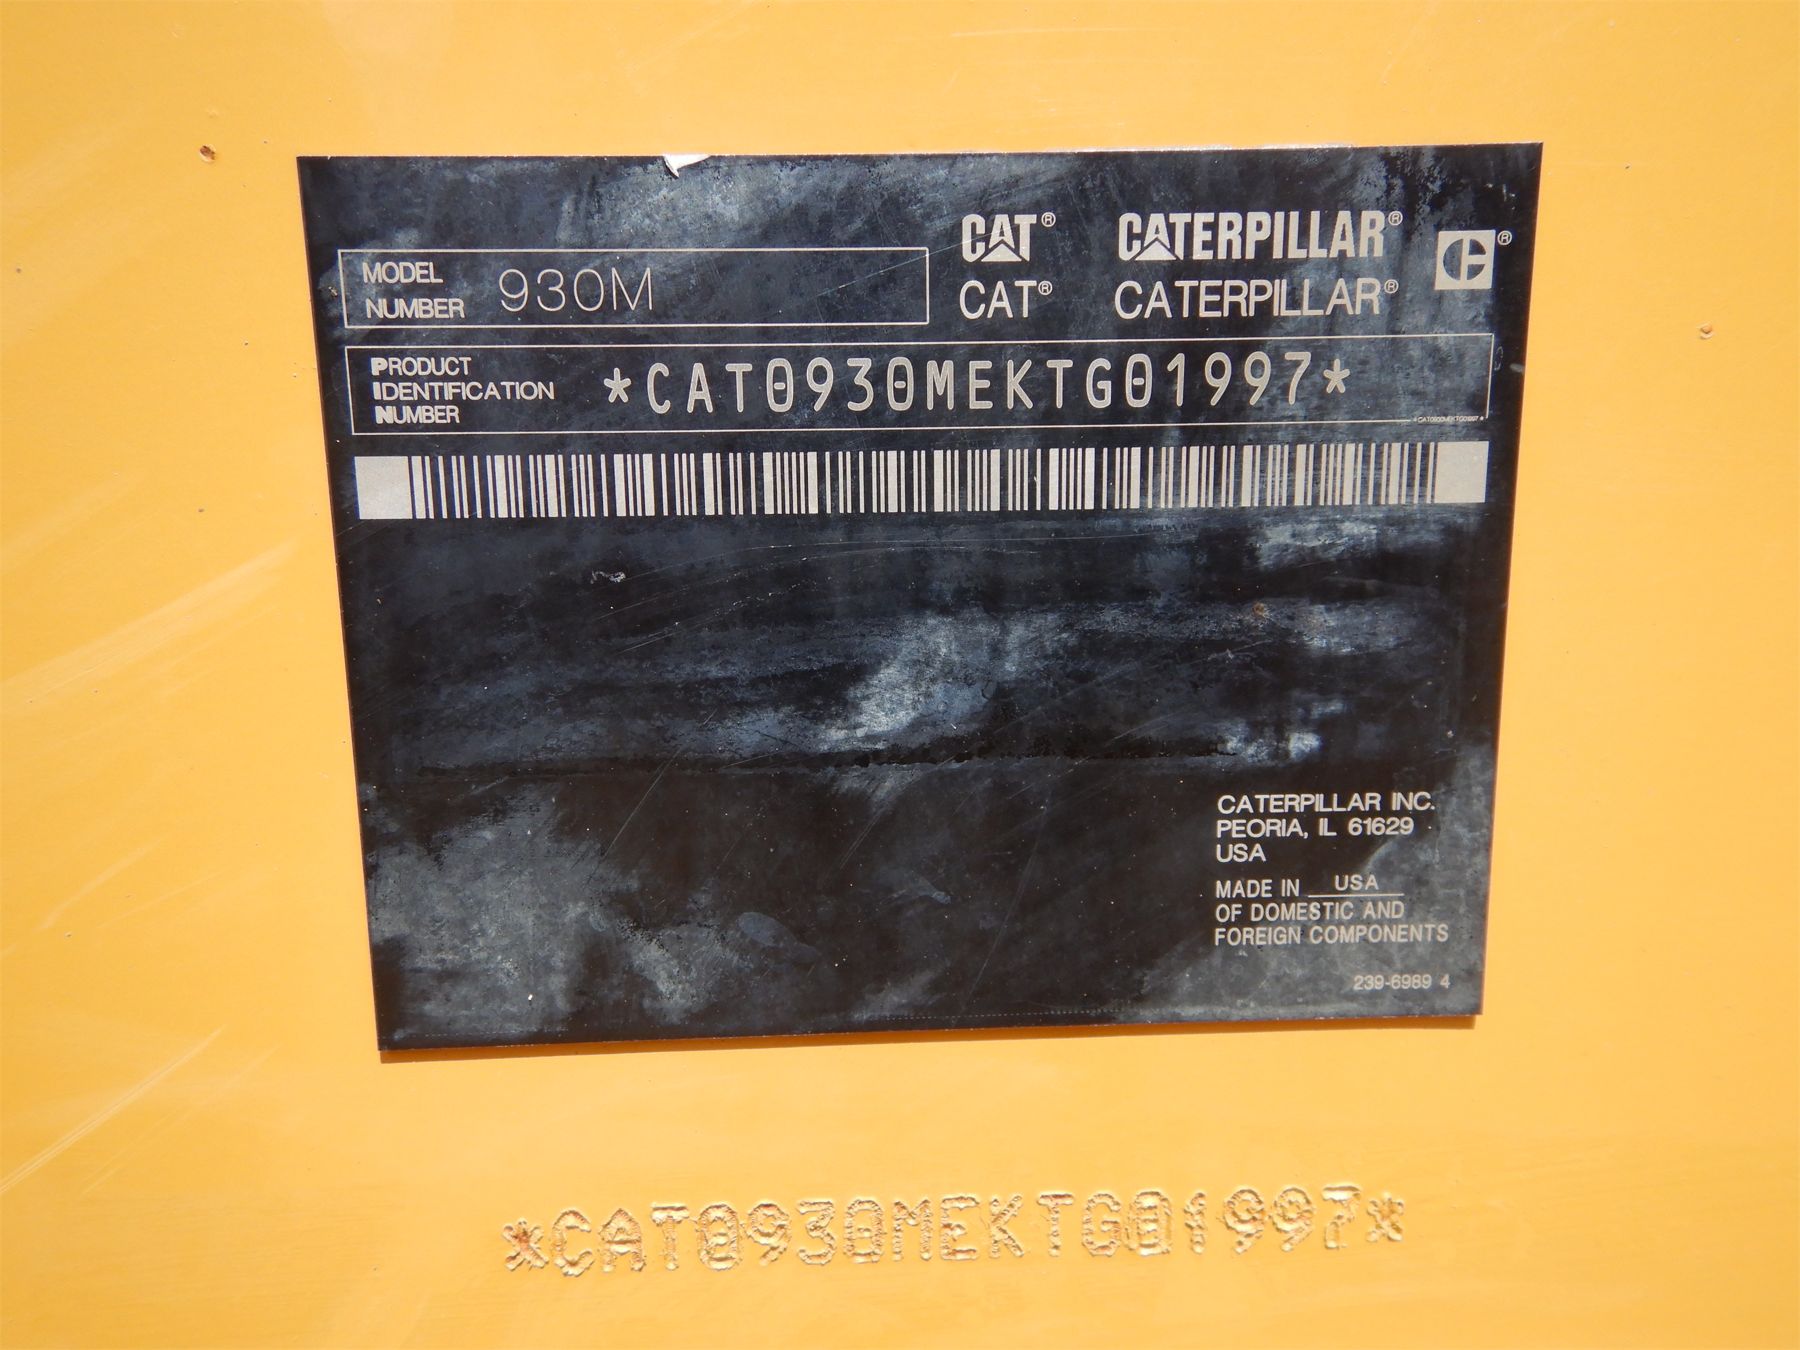 CAT® CATERPILLAR® C®
MODEL
NUMBER 930M
CAT® CATERPILLAR®
PRODUCT
IDENTIFICATION
NUMBER
*CAT0930MEKTG01997*
*CAT0930MEKTG01997*
CATERPILLAR INC.
PEORIA, IL 61629
USA
MADE IN USA
OF DOMESTIC AND
FOREIGN COMPONENTS
239-6989 4
*CAT0930MEKTG01997*